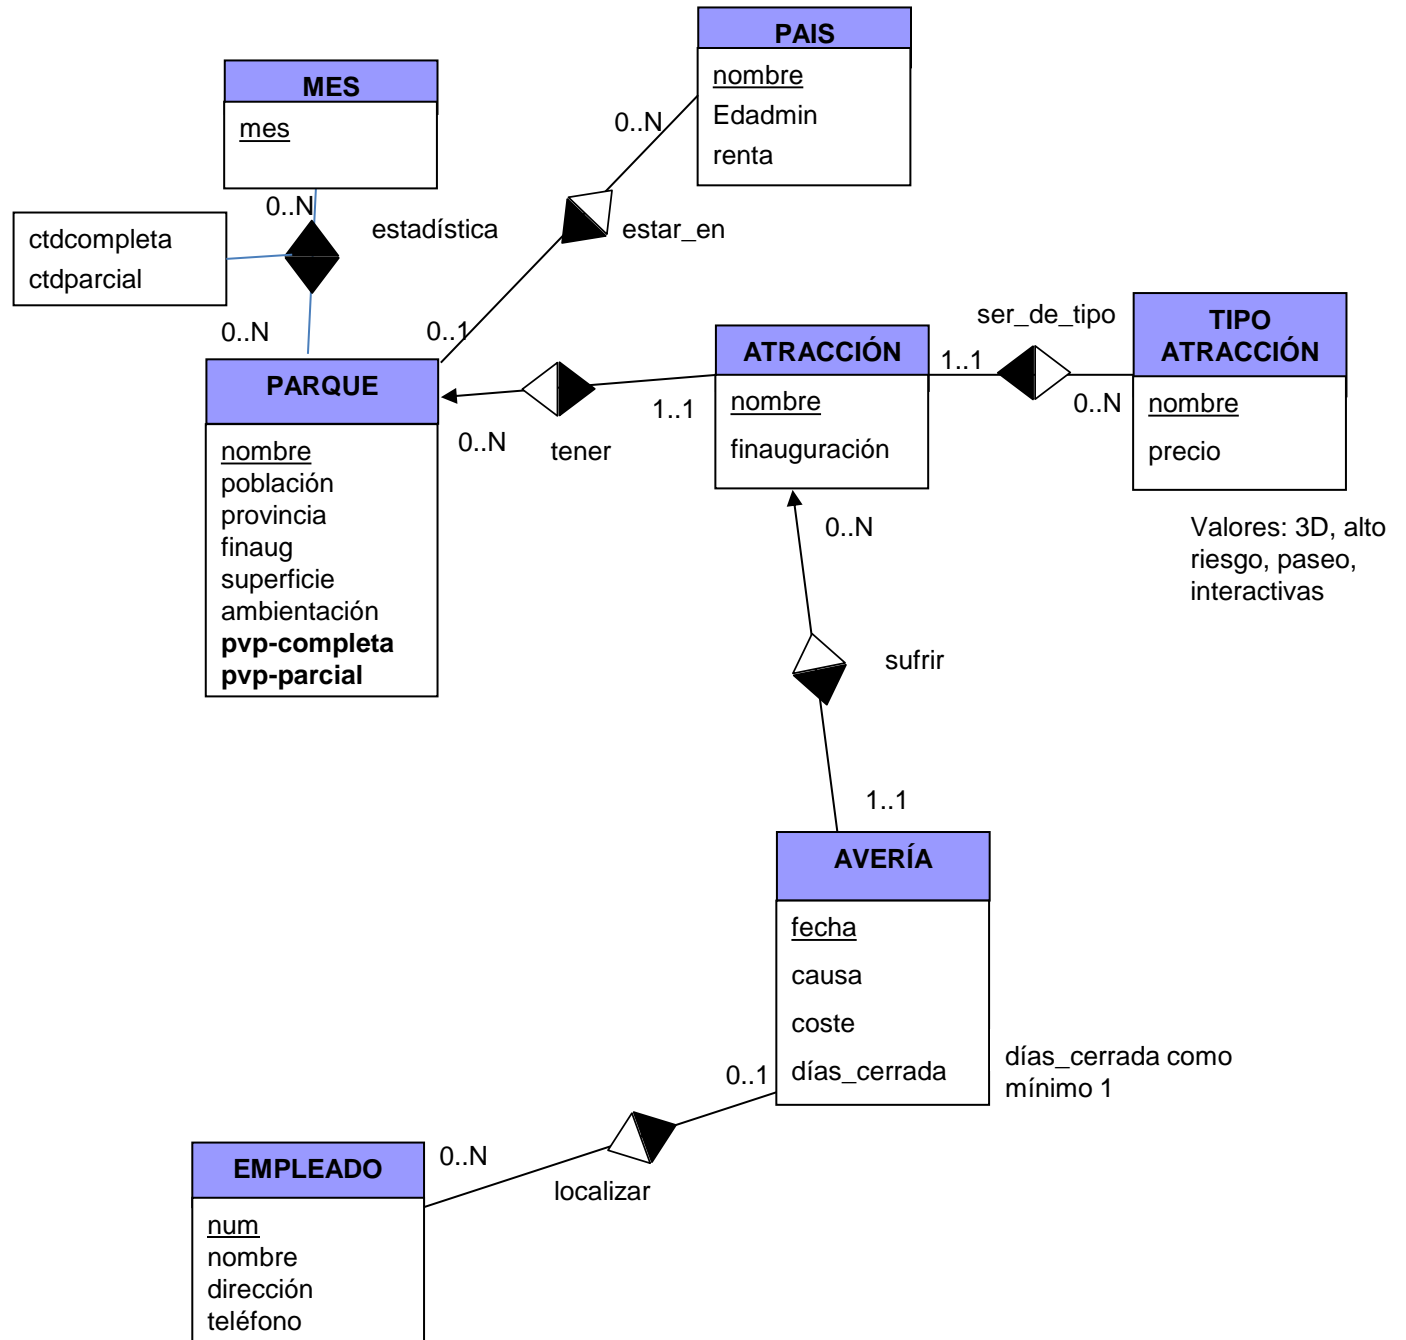 PAIS
nombre
Edadmin
renta
MES
mes
0..N
0..N
estadística
estar_en
ctdcompleta
ctdparcial
0..N
0..1
PARQUE
nombre
población
provincia
finaug
superficie
ambientación
pvp-completa
pvp-parcial
0..N
tener
1..1
ATRACCIÓN
nombre
finauguración
1..1
ser_de_tipo
0..N
TIPO
ATRACCIÓN
nombre
precio
Valores: 3D, alto
riesgo, paseo,
interactivas
0..N
sufrir
1..1
AVERÍA
fecha
causa
coste
días_cerrada
días_cerrada como
mínimo 1
0..1
0..N
localizar
EMPLEADO
num
nombre
dirección
teléfono